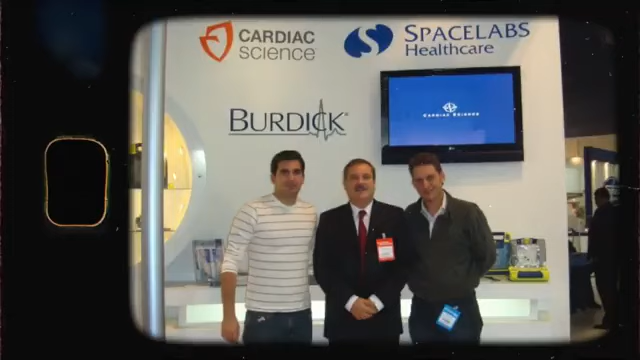 CARDIAC
science
SPACELABS
Healthcare
BURDICK®
CARDIAC SCIENCE